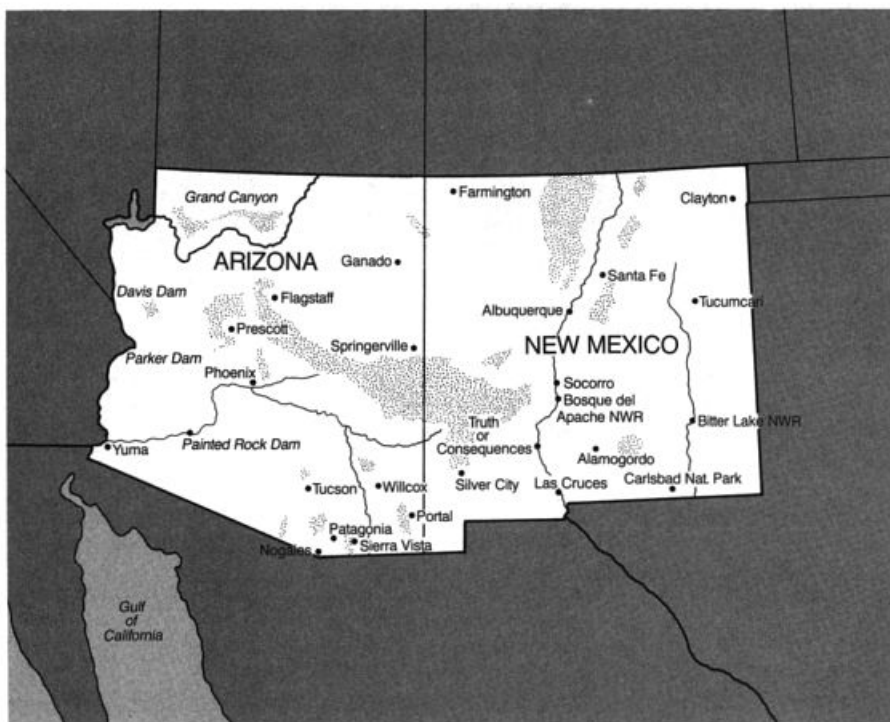 Grand Canyon
Farmington
Clayton
ARIZONA
Ganado
Santa Fe
Davis Dam
Flagstaff
Tucumcari
Albuquerque
Prescott
NEW MEXICO
Springerville
Parker Dam
Phoenix
Socorro
Bosque del
Apache NWR
Truth
or
Consequences
Bitter Lake NWR
Painted Rock Dam
Yuma
Alamogordo
Silver City
Carlsbad Nat. Park
Las Cruces
Tucson
Willcox
Portal
Patagonia
Sierra Vista
Nogales
Gulf
of
California